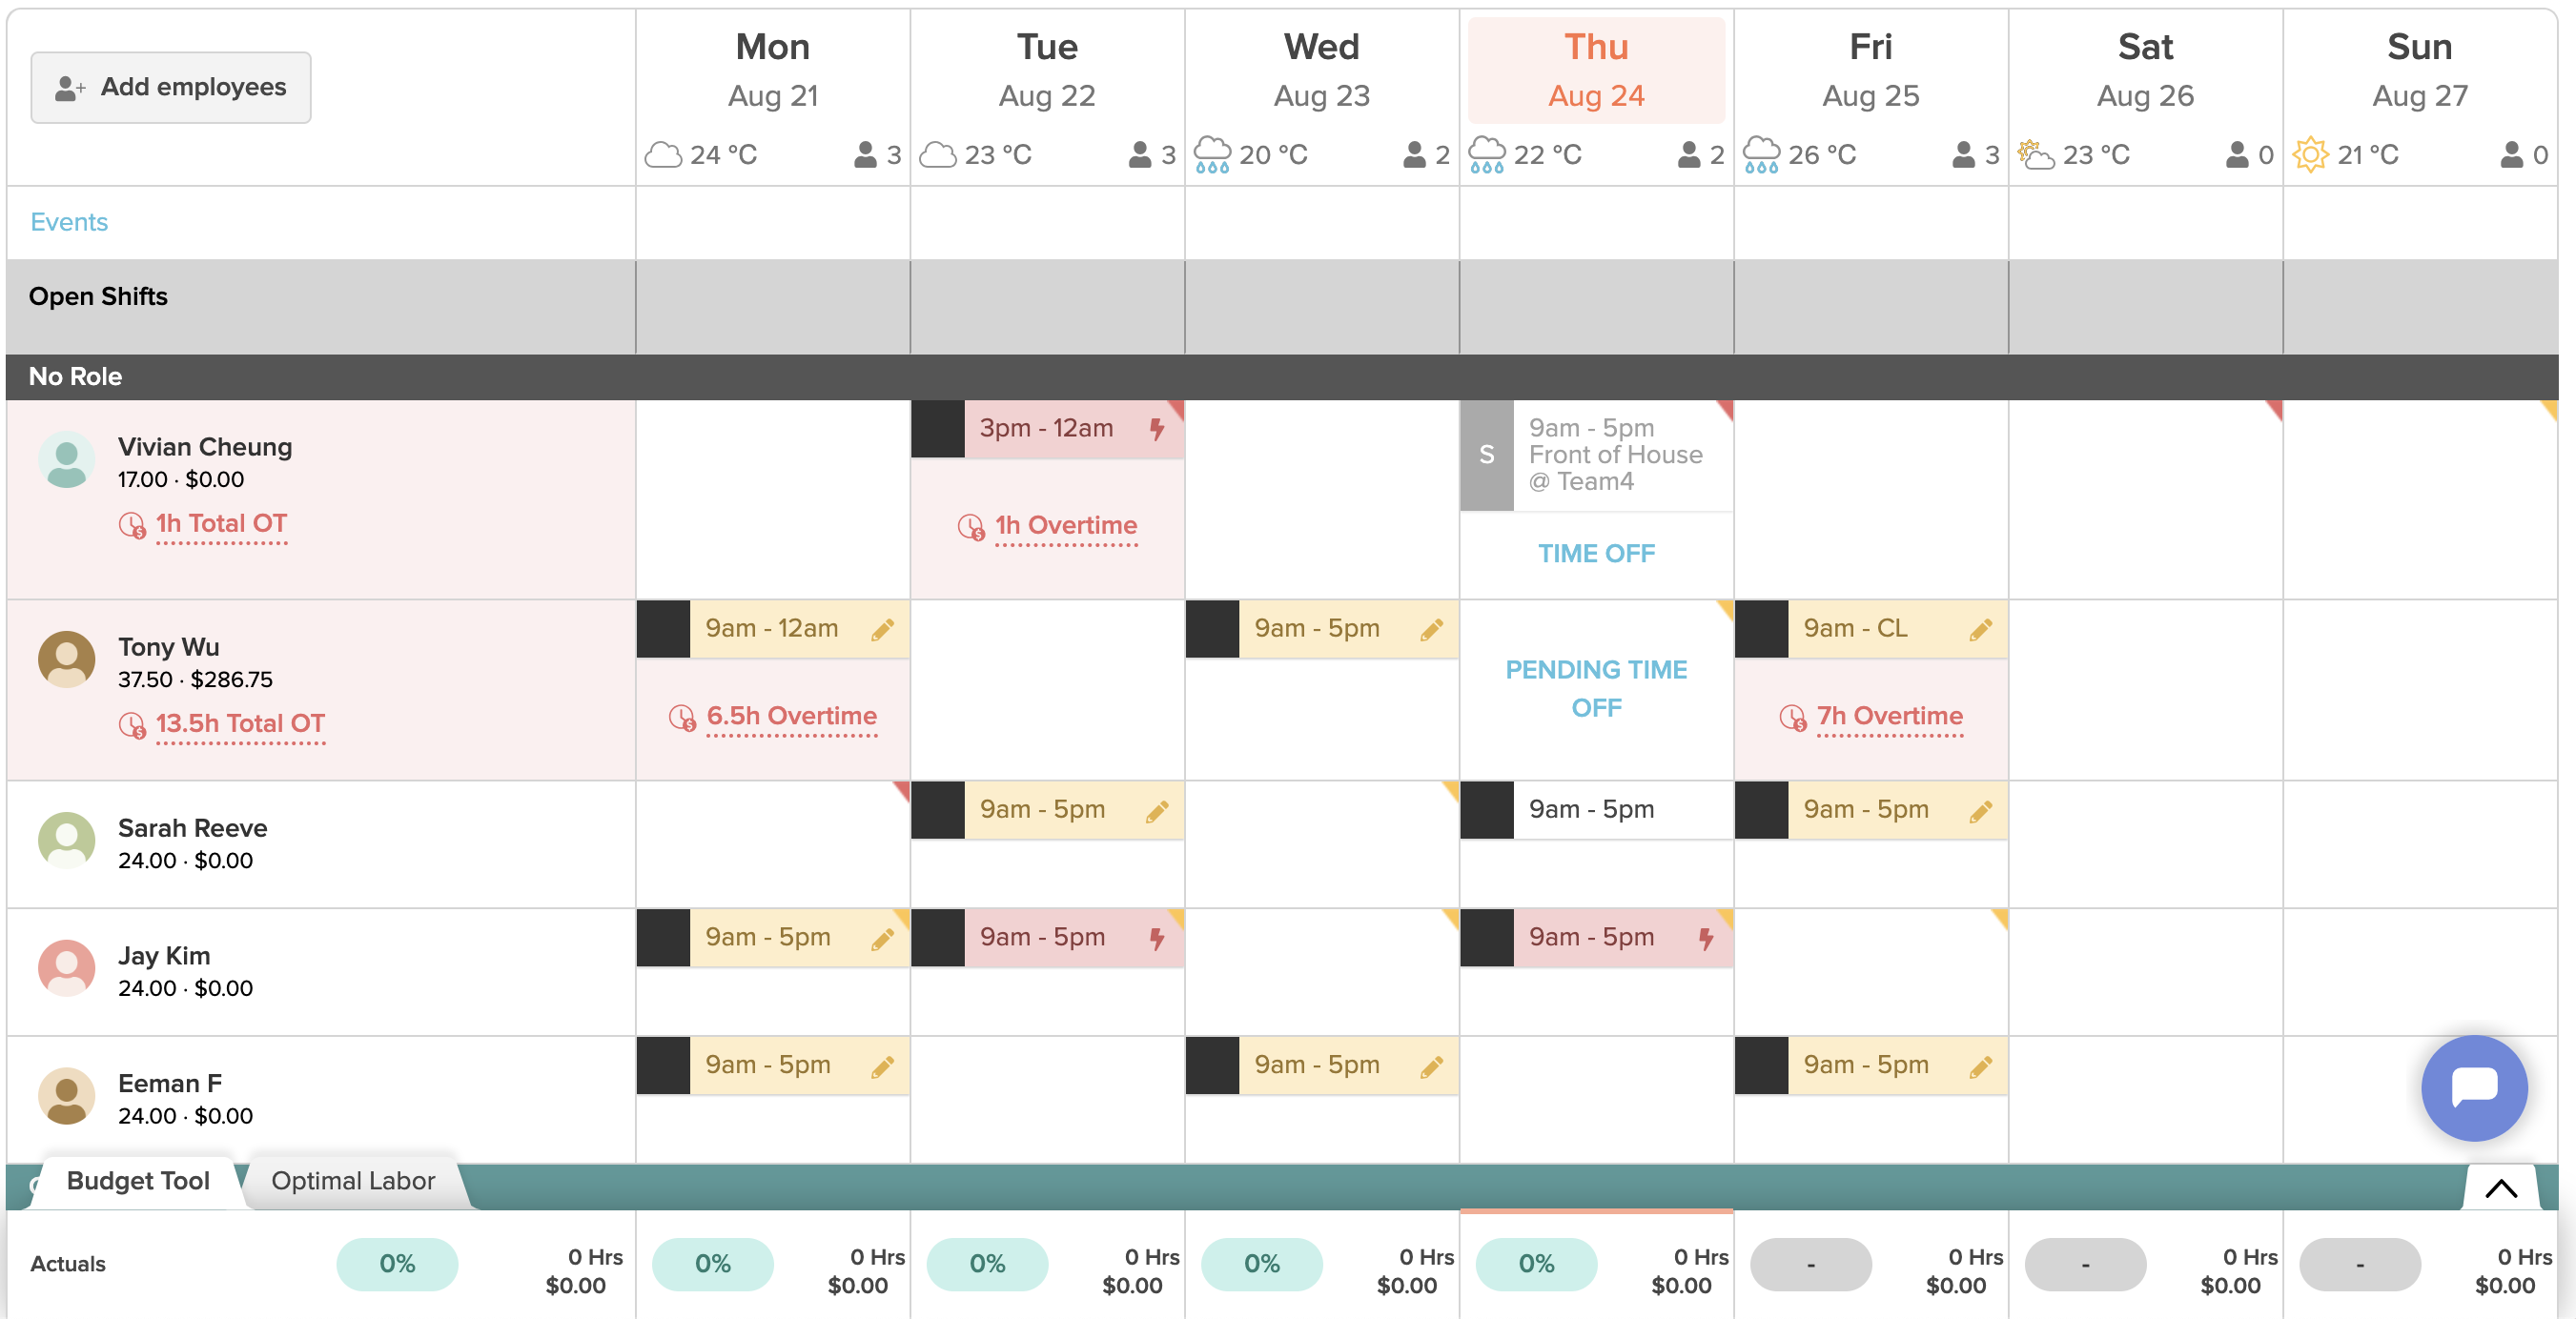 Add employees
Mon
Aug 21
24 °C 3
Tue
Aug 22
23 °C 3
Wed
Aug 23
20 °C 2
Thu
Aug 24
22 °C 2
Fri
Aug 25
26 °C 3
Sat
Aug 26
23 °C 0
Sun
Aug 27
21 °C 0
Events
Open Shifts
No Role
Vivian Cheung
17.00 · $0.00
1h Total OT
3pm - 12am
1h Overtime
S
9am - 5pm
Front of House
@ Team4
TIME OFF
Tony Wu
37.50 · $286.75
13.5h Total OT
9am - 12am
6.5h Overtime
9am - 5pm
PENDING TIME
OFF
9am - CL
7h Overtime
Sarah Reeve
24.00 · $0.00
9am - 5pm
9am - 5pm
9am - 5pm
Jay Kim
24.00 · $0.00
9am - 5pm
9am - 5pm
9am - 5pm
Eeman F
24.00 · $0.00
9am - 5pm
9am - 5pm
9am - 5pm
Budget Tool
Optimal Labor
Actuals
0%
0 Hrs
$0.00
0%
0 Hrs
$0.00
0%
0 Hrs
$0.00
0%
0 Hrs
$0.00
0%
0 Hrs
$0.00
-
0 Hrs
$0.00
-
0 Hrs
$0.00
-
0 Hrs
$0.00